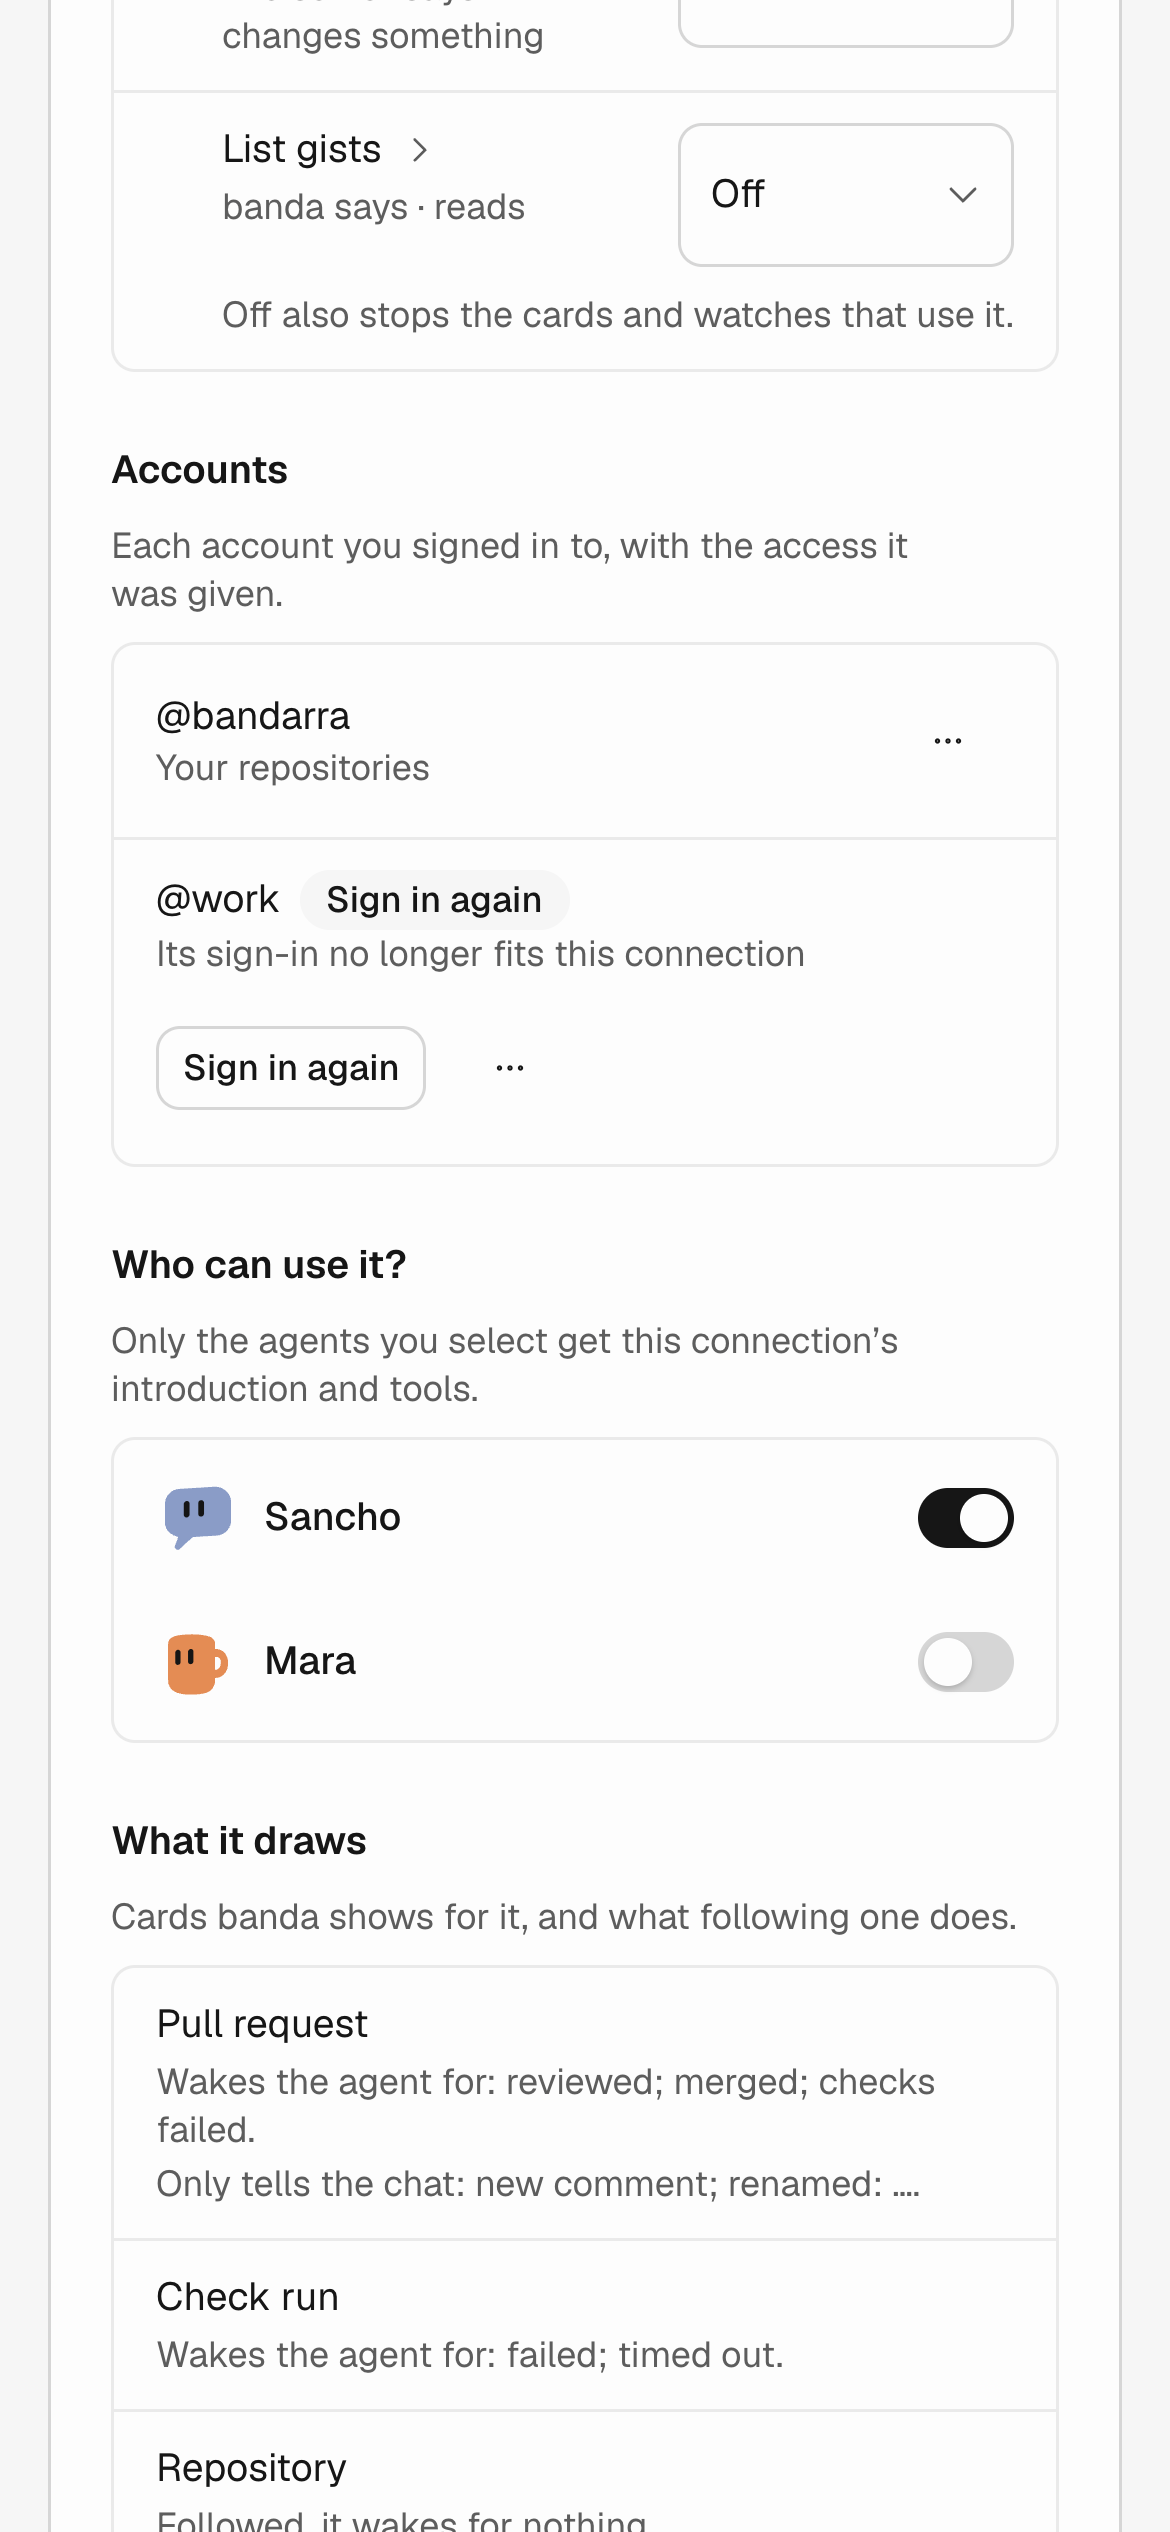 changes something
List gists
Off
banda says · reads
Off also stops the cards and watches that use it.
Accounts
Each account you signed in to, with the access it
was given.
@bandarra
Your repositories
@work
Sign in again
Its sign-in no longer fits this connection
Sign in again
Who can use it?
Only the agents you select get this connection’s
introduction and tools.
Sancho
Mara
What it draws
Cards banda shows for it, and what following one does.
Pull request
Wakes the agent for: reviewed; merged; checks
failed.
Only tells the chat: new comment; renamed: ….
Check run
Wakes the agent for: failed; timed out.
Repository
Followed, it wakes for nothing